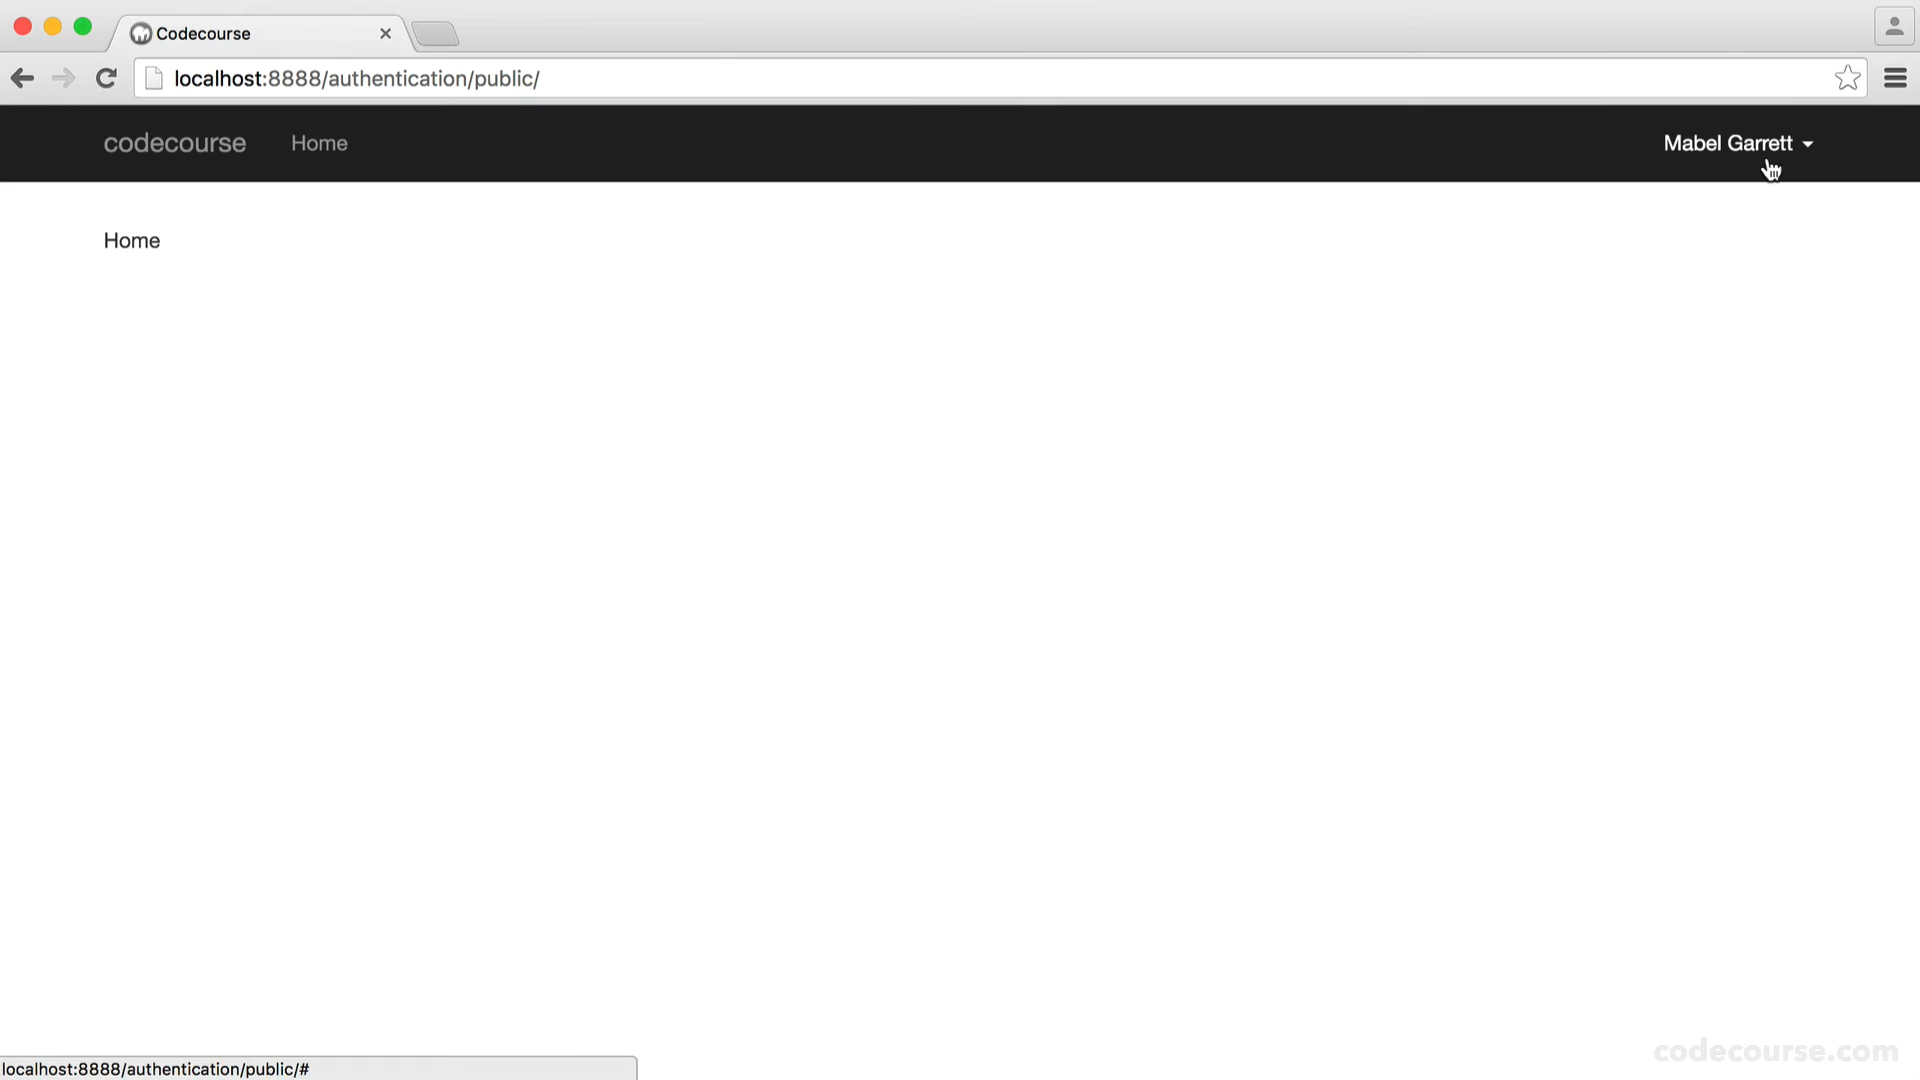 Codecourse
localhost:8888/authentication/public/
codecourse Home Mabel Garrett
Home
codecourse.com
localhost:8888/authentication/public/#